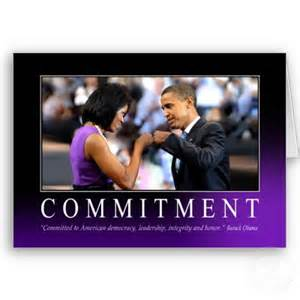 COMMITMENT
"Committed to American democracy, leadership, integrity and honor." Barack Obama